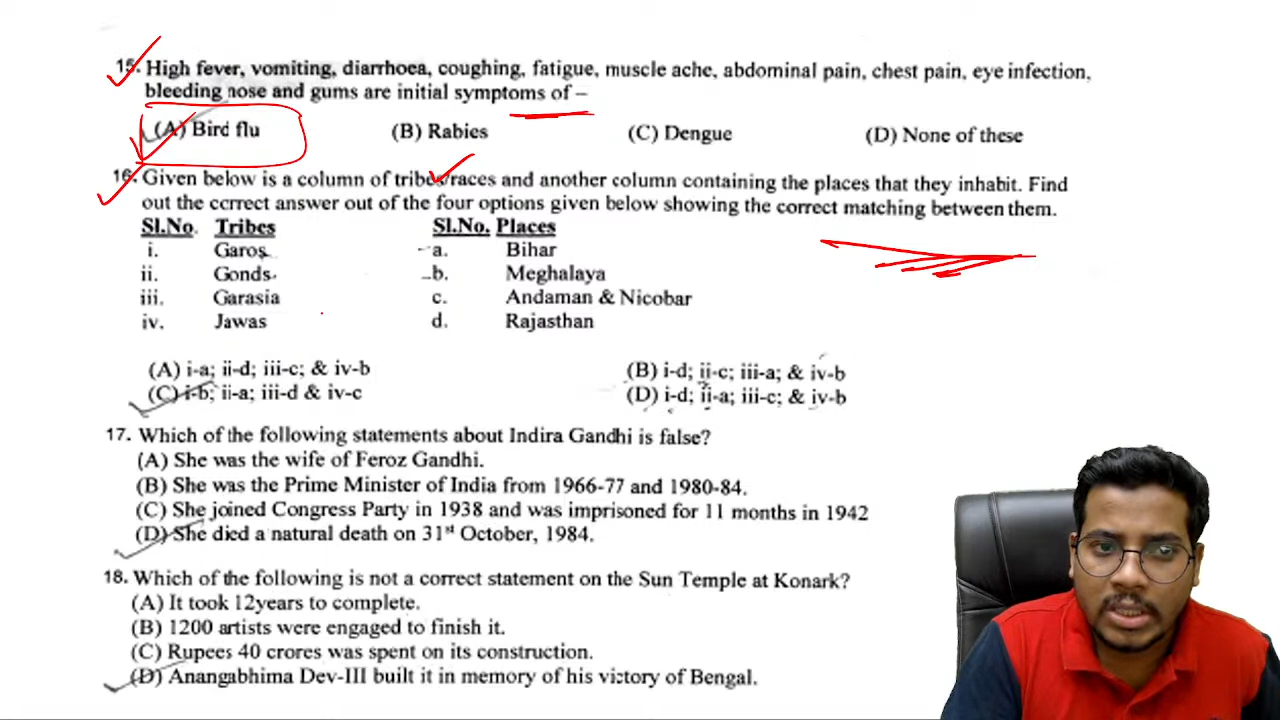 15. High fever, vomiting, diarrhoea, coughing, fatigue, muscle ache, abdominal pain, chest pain, eye infection,
bleeding nose and gums are initial symptoms of –
(A) Bird flu (B) Rabies (C) Dengue (D) None of these
16. Given below is a column of tribes/races and another column containing the places that they inhabit. Find
out the correct answer out of the four options given below showing the correct matching between them.
Sl.No. Tribes Sl.No. Places
i. Garos a. Bihar
ii. Gonds b. Meghalaya
iii. Garasia c. Andaman & Nicobar
iv. Jawas d. Rajasthan
(A) i-a; ii-d; iii-c; & iv-b (B) i-d; ii-c; iii-a; & iv-b
(C) i-b; ii-a; iii-d & iv-c (D) i-d; ii-a; iii-c; & iv-b
17. Which of the following statements about Indira Gandhi is false?
(A) She was the wife of Feroz Gandhi.
(B) She was the Prime Minister of India from 1966-77 and 1980-84.
(C) She joined Congress Party in 1938 and was imprisoned for 11 months in 1942
(D) She died a natural death on 31st October, 1984.
18. Which of the following is not a correct statement on the Sun Temple at Konark?
(A) It took 12years to complete.
(B) 1200 artists were engaged to finish it.
(C) Rupees 40 crores was spent on its construction.
(D) Anangabhima Dev-III built it in memory of his victory of Bengal.